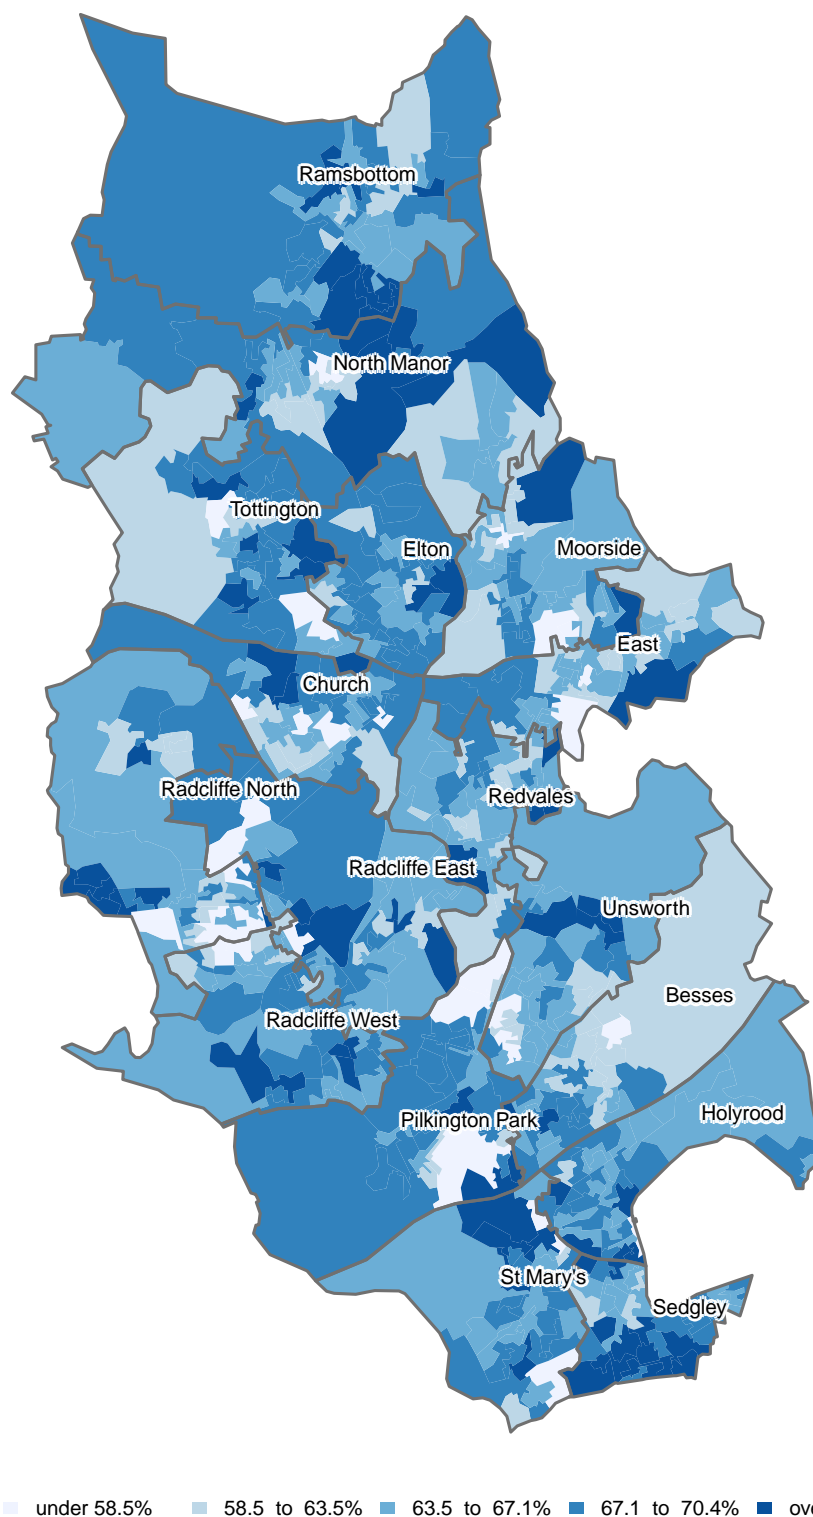 Ramsbottom
North Manor
Tottington
Elton
Moorside
East
Church
Radcliffe North
Redvales
Radcliffe East
Unsworth
Besses
Radcliffe West
Holyrood
Pilkington Park
St Mary's
Sedgley
under 58.5% 58.5 to 63.5% 63.5 to 67.1% 67.1 to 70.4%